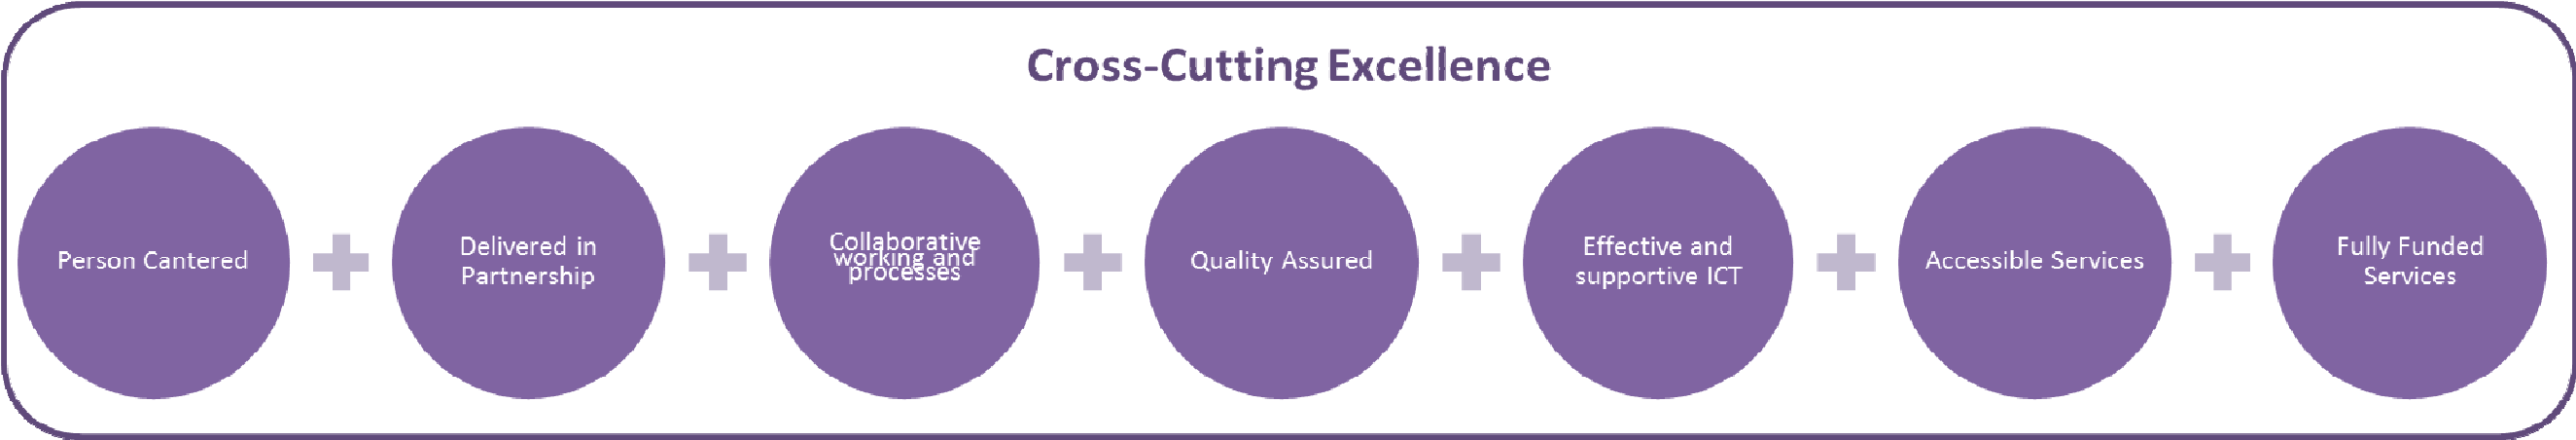 Cross-Cutting Excellence
Person Cantered
Delivered in
Partnership
Collaborative
working and
processes
Quality Assured
Effective and
supportive ICT
Accessible Services
Fully Funded
Services